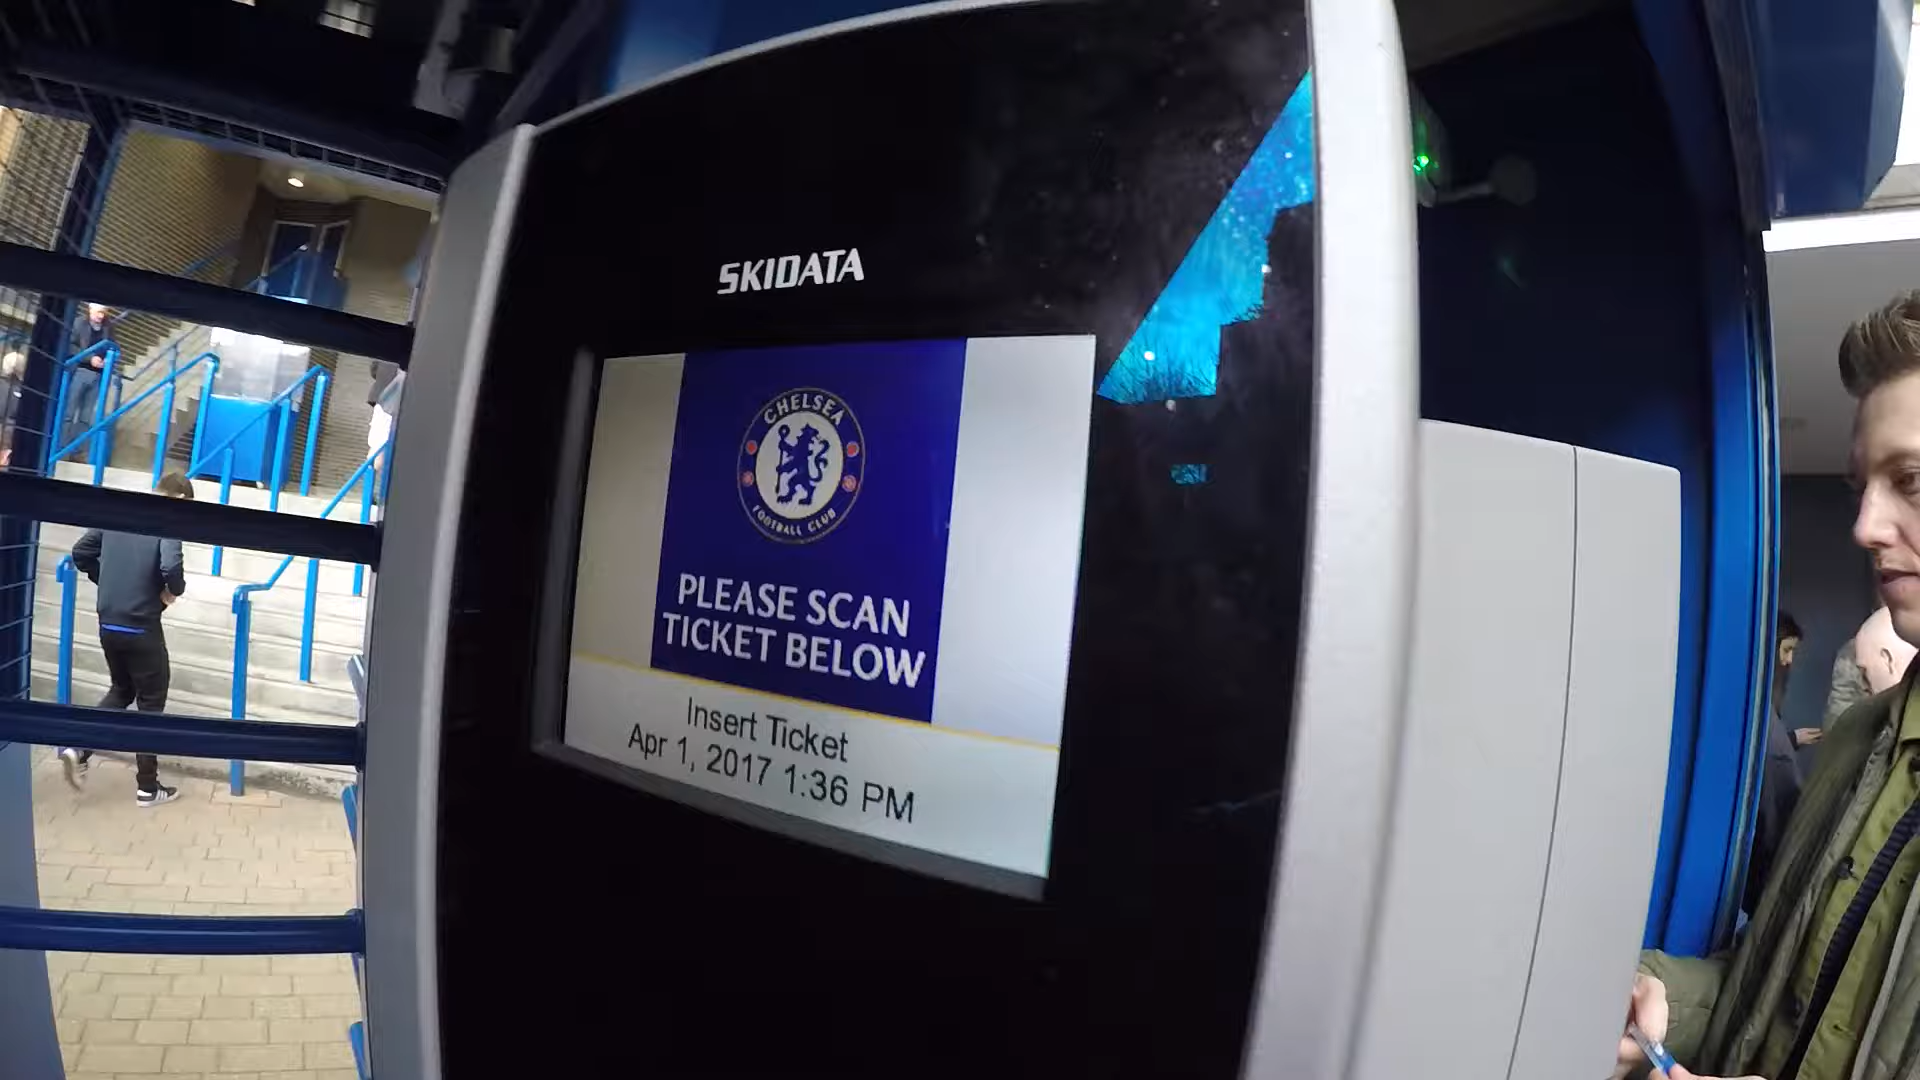 SKIDATA
CHELSEA
FOOTBALL CLUB
PLEASE SCAN
TICKET BELOW
Insert Ticket
Apr 1, 2017 1:36 PM